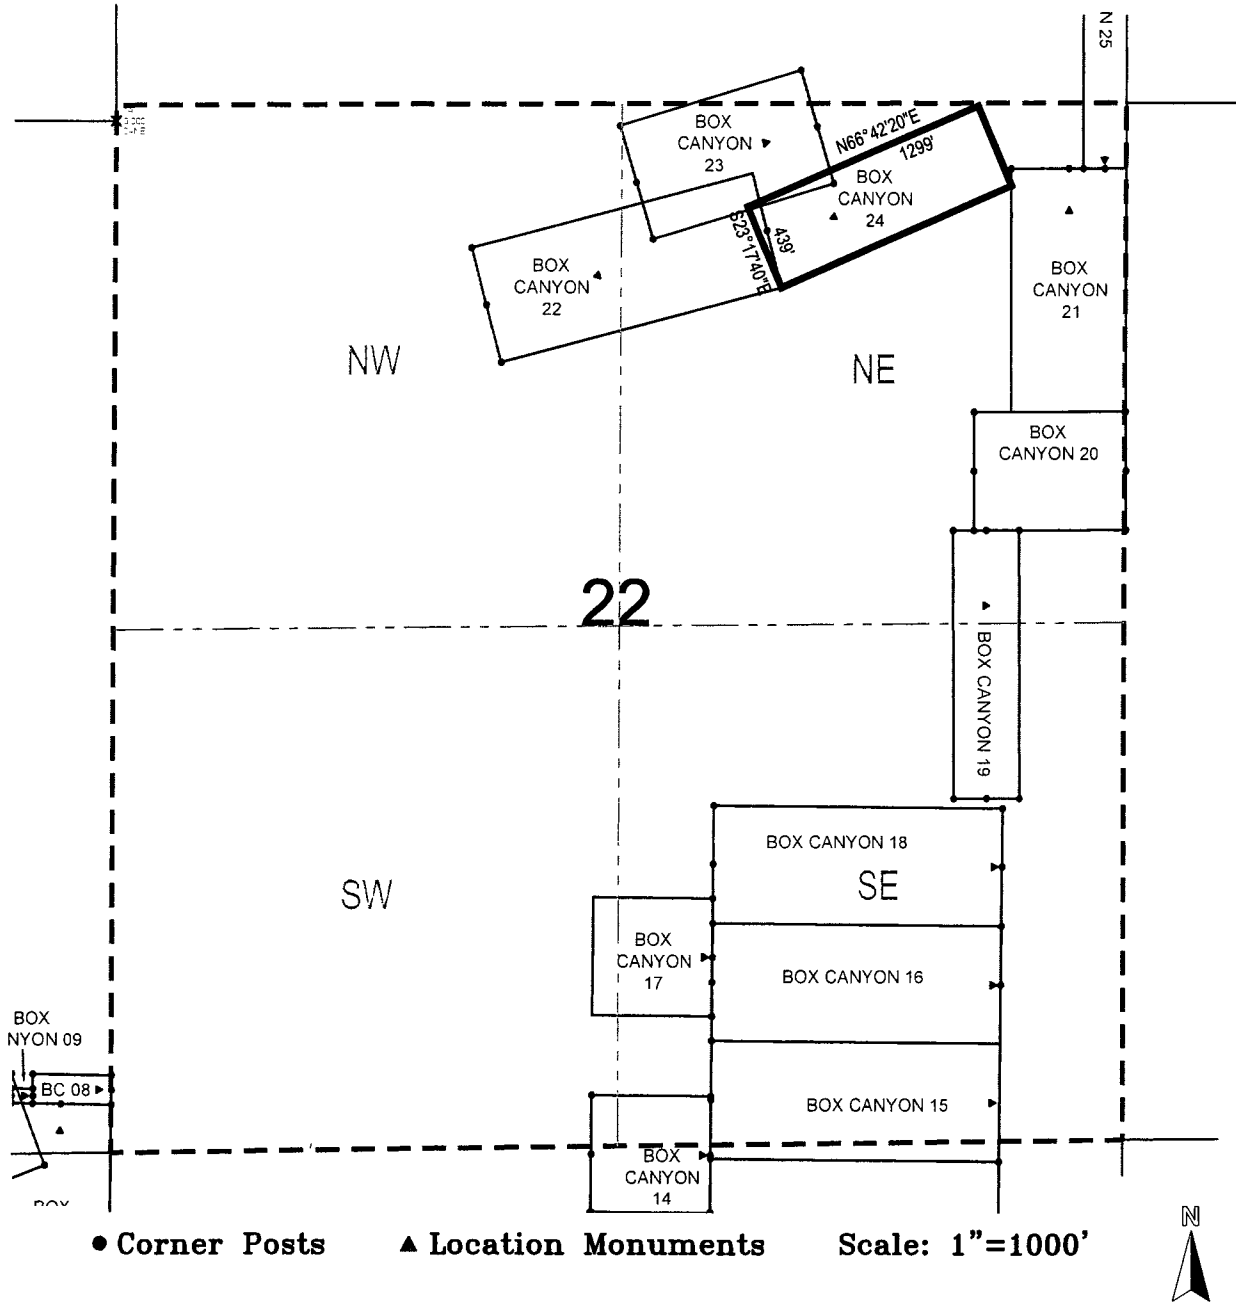 N 25
BOX
CANYON
23
N66°42'20"E
1299'
BOX
CANYON
24
S23°17'40"E
439'
BOX
CANYON
22
BOX
CANYON
21
NW
NE
BOX
CANYON 20
22
BOX CANYON 19
BOX CANYON 18
SW
SE
BOX
CANYON
17
BOX CANYON 16
BOX
NYON 09
BC 08
BOX CANYON 15
BOX
CANYON
14
BOX
N
Corner Posts
Location Monuments
Scale: 1"=1000'